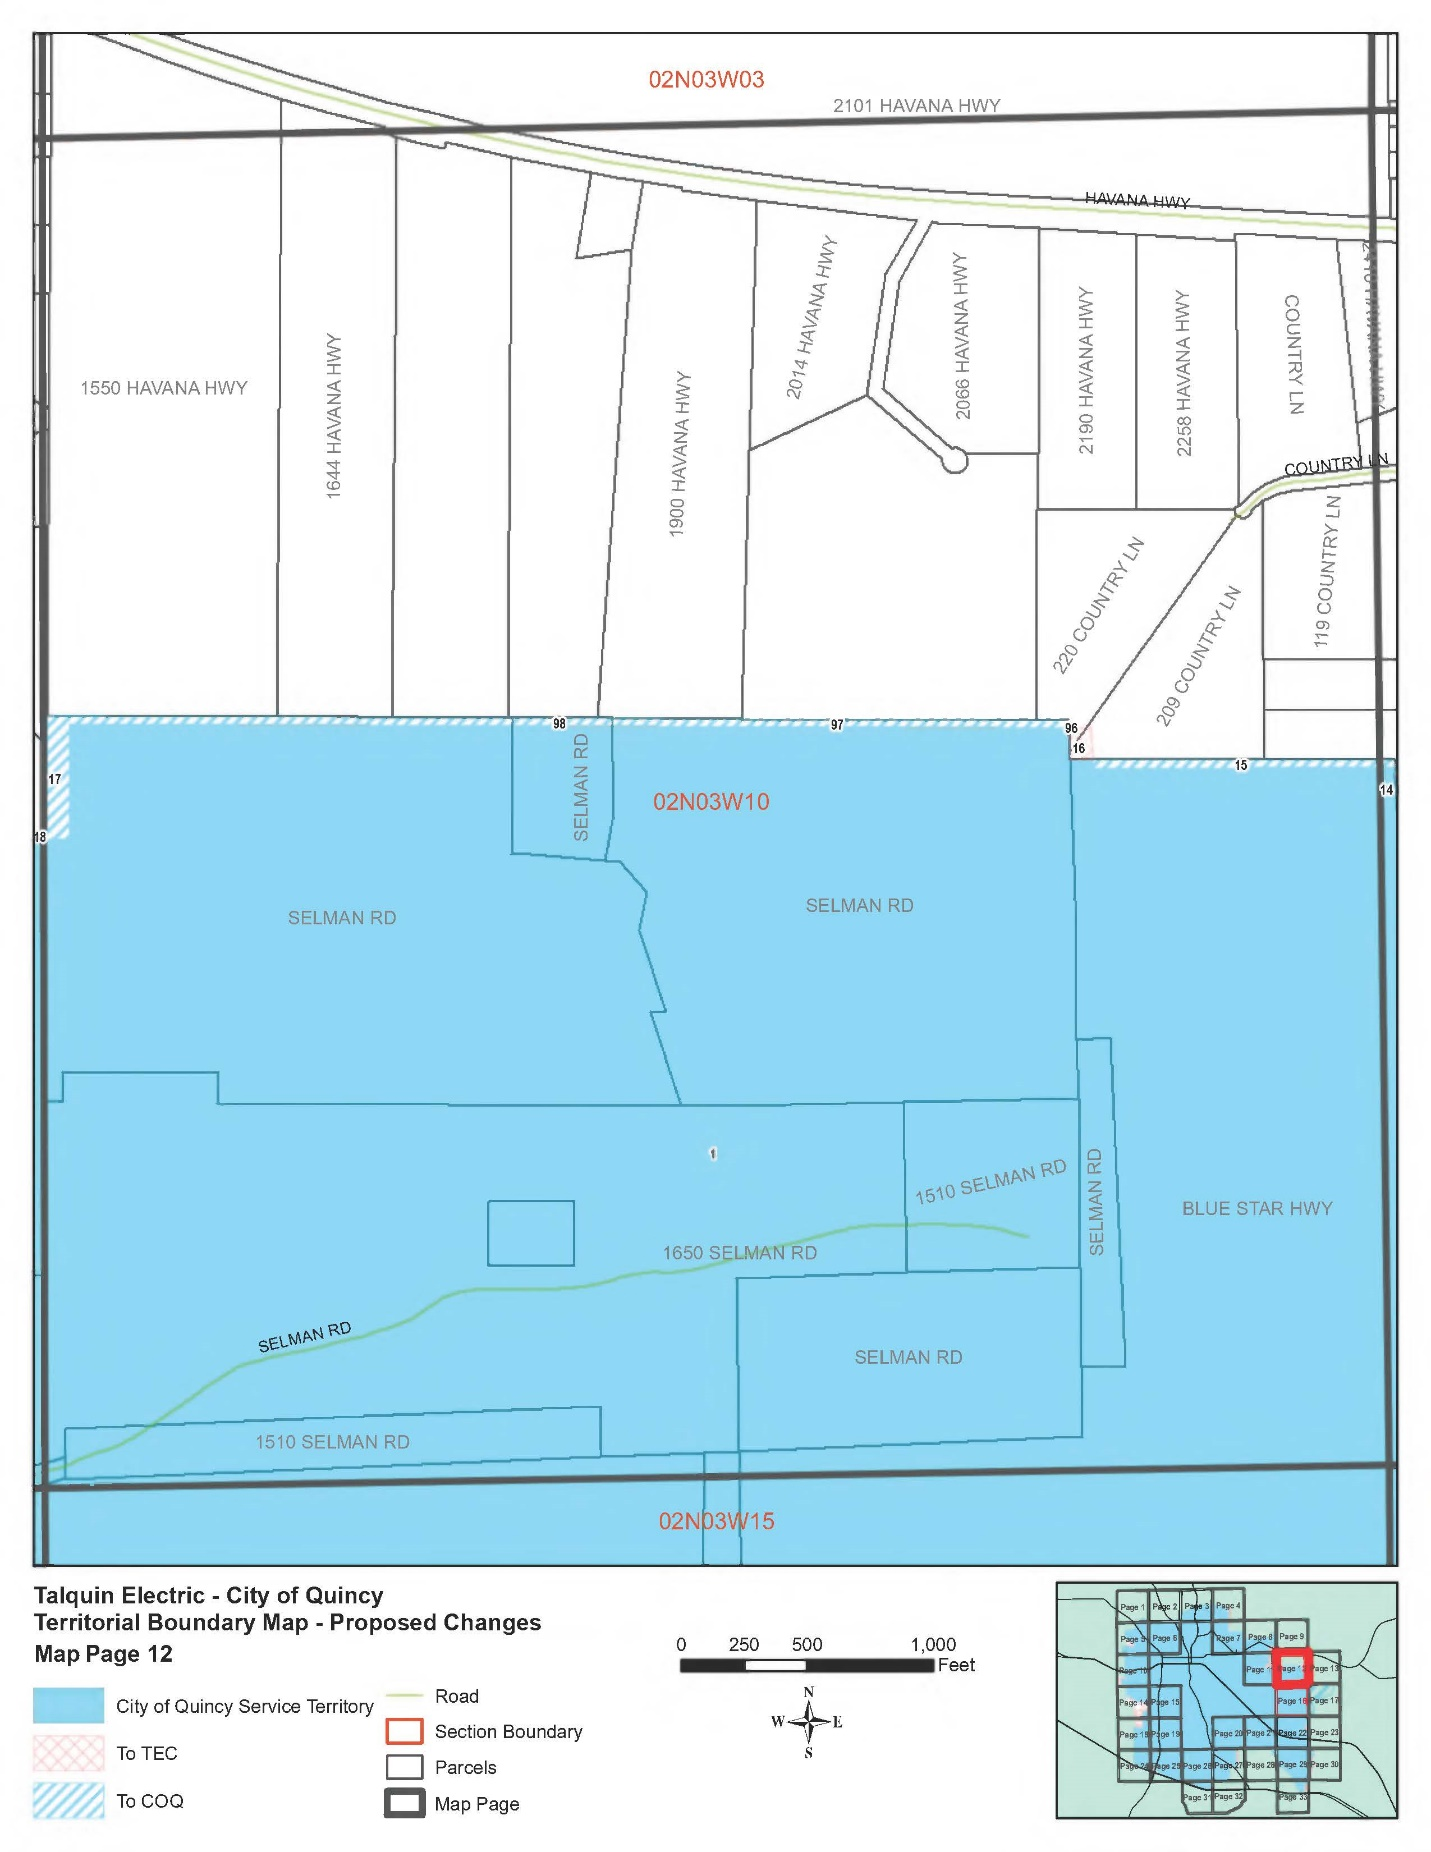 02N03W03
2101 HAVANA HWY
HAVANA HWY
1550 HAVANA HWY
1644 HAVANA HWY
1900 HAVANA HWY
2014 HAVANA HWY
2066 HAVANA HWY
2190 HAVANA HWY
2258 HAVANA HWY
COUNTRY LN
COUNTRY LN
119 COUNTRY LN
220 COUNTRY LN
209 COUNTRY LN
98
97
96
16
15
14
17
18
SELMAN RD
02N03W10
SELMAN RD
SELMAN RD
1
1510 SELMAN RD
SELMAN RD
BLUE STAR HWY
1650 SELMAN RD
SELMAN RD
SELMAN RD
1510 SELMAN RD
02N03W15
Talquin Electric - City of Quincy
Territorial Boundary Map - Proposed Changes
Map Page 12
City of Quincy Service Territory
To TEC
To COQ
Road
Section Boundary
Parcels
Map Page
0 250 500 1,000
Feet
N
W E
S
Page 1 Page 2 Page 3 Page 4
Page 6 Page 7 Page 8 Page 9
Page 13
Page 14 Page 15 Page 16 Page 17
Page 19 Page 20 Page 22 Page 23
Page 25 Page 26 Page 27 Page 28 Page 29 Page 30
Page 31 Page 32 Page 33